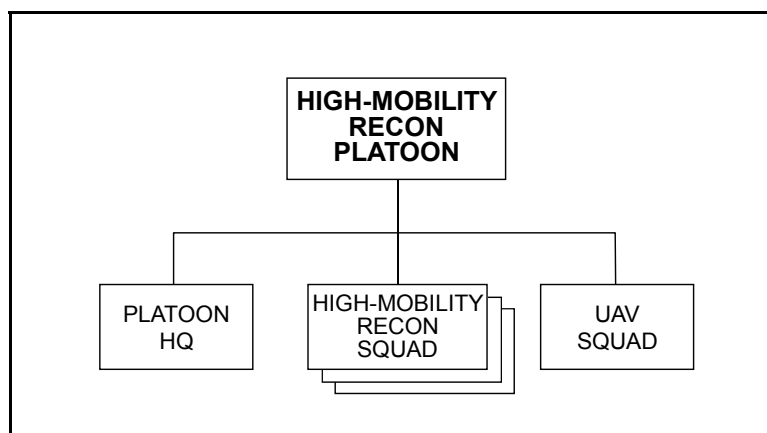 HIGH-MOBILITY
RECON
PLATOON
PLATOON
HQ
HIGH-MOBILITY
RECON
SQUAD
UAV
SQUAD